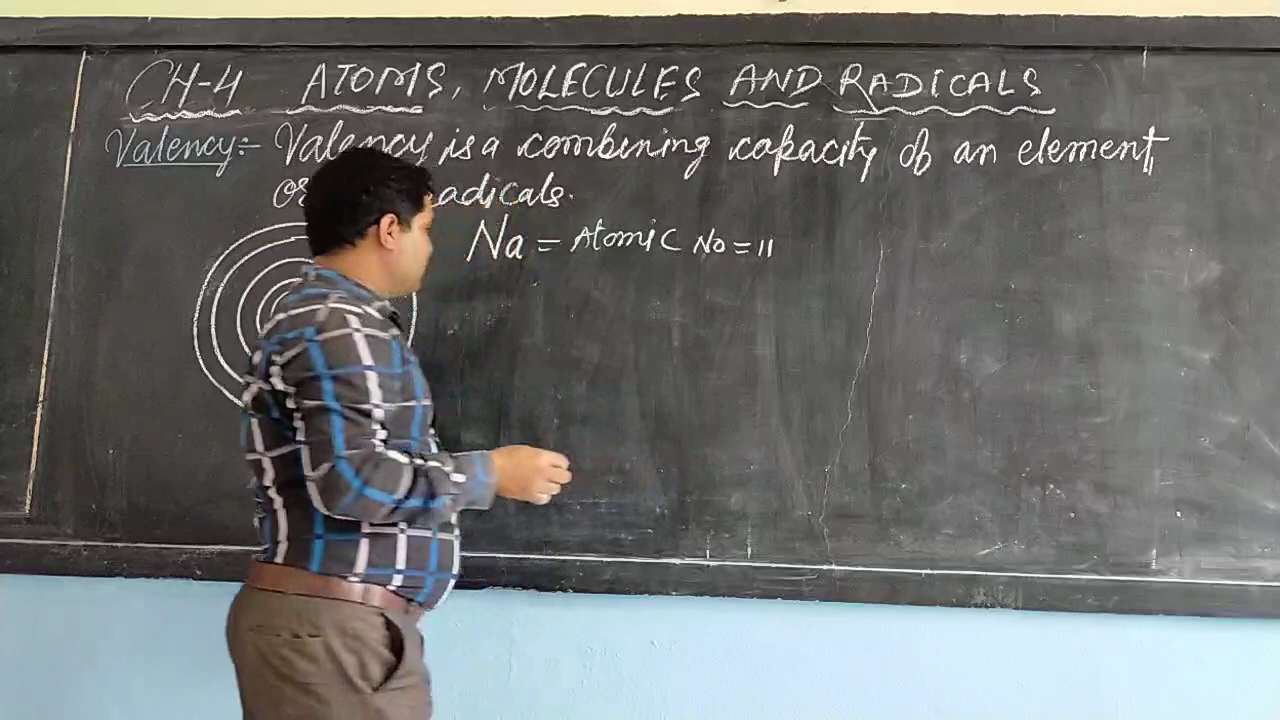 CH-4 ATOMS, MOLECULES AND RADICALS
Valency:- Valency is a combining capacity of an element,
or adicals.
Na = Atomic No = 11